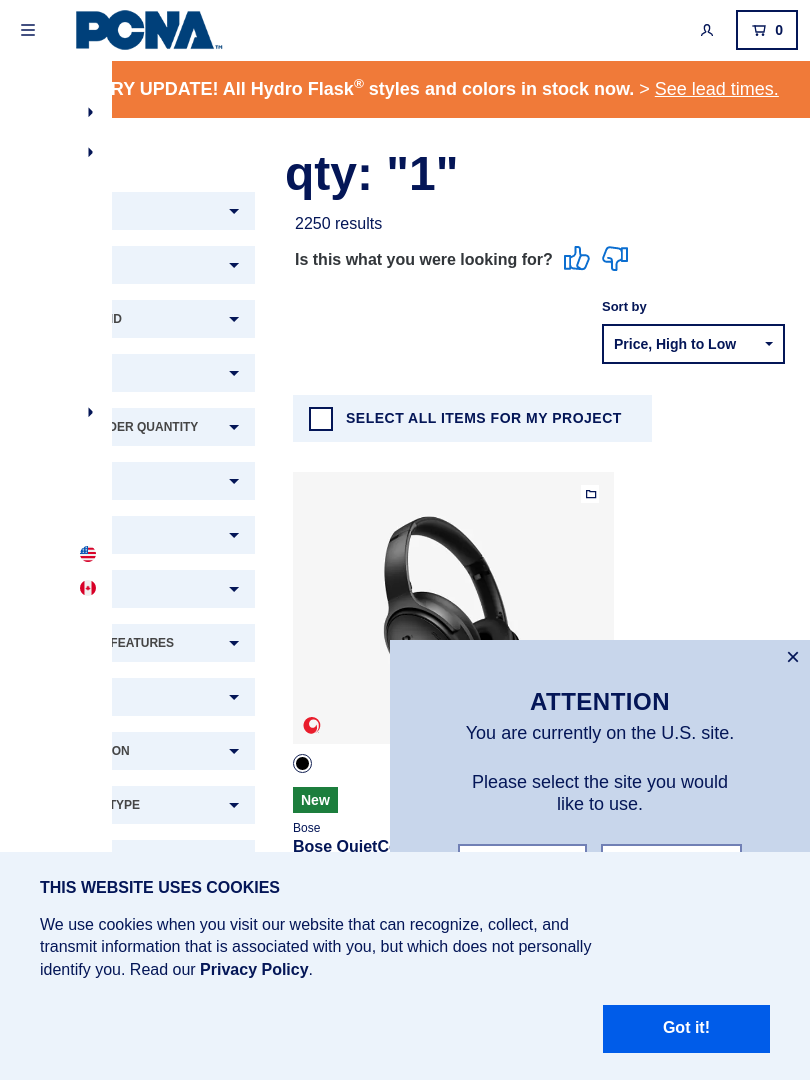 PCNA™
0
RY UPDATE! All Hydro Flask® styles and colors in stock now. > See lead times.
qty: "1"
2250 results
Is this what you were looking for?
Sort by
Price, High to Low
DER QUANTITY
SELECT ALL ITEMS FOR MY PROJECT
FEATURES
ON
TYPE
New
Bose
Bose QuietC
×
ATTENTION
You are currently on the U.S. site.
Please select the site you would
like to use.
THIS WEBSITE USES COOKIES
We use cookies when you visit our website that can recognize, collect, and
transmit information that is associated with you, but which does not personally
identify you. Read our Privacy Policy.
Got it!